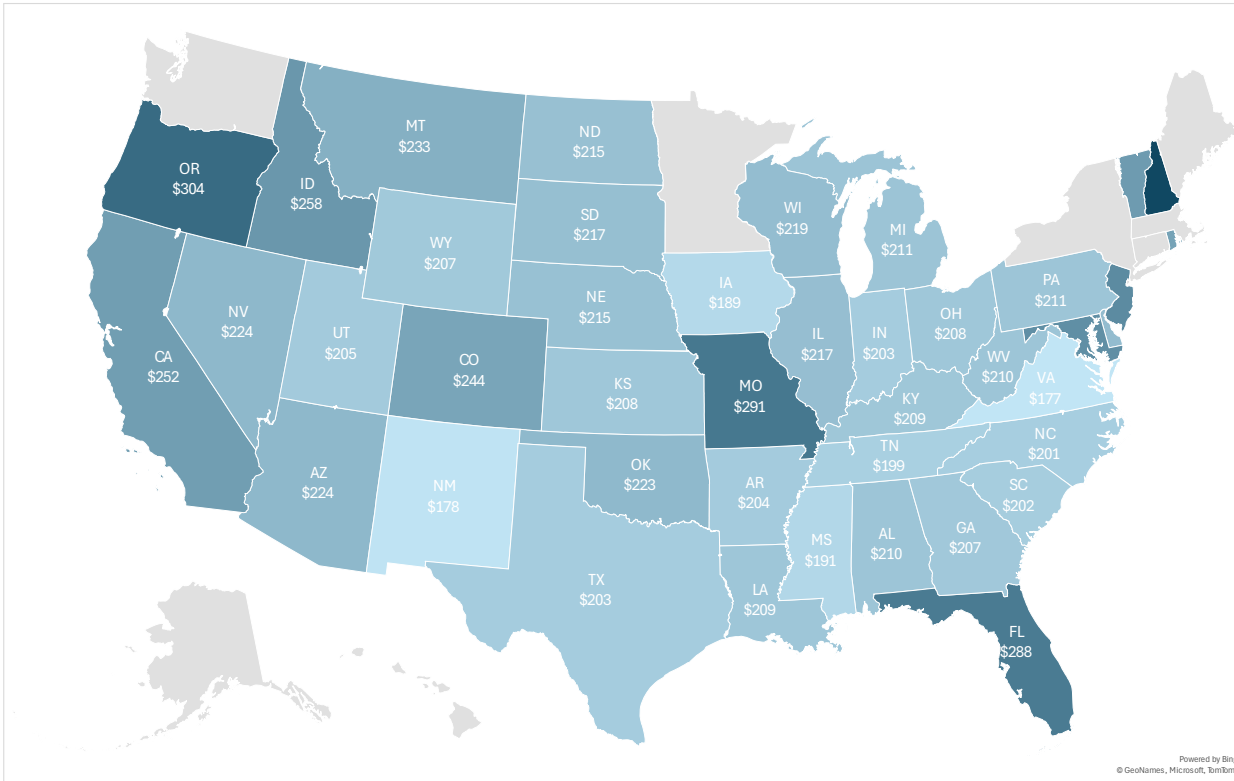 MT
$233
ND
$215
OR
$304
ID
$258
SD
$217
WI
$219
MI
$211
WY
$207
IA
$189
PA
$211
NE
$215
NV
$224
UT
$205
OH
$208
IL
$217
IN
$203
CA
$252
CO
$244
WV
$210
MO
$291
KS
$208
VA
$177
KY
$209
NC
$201
TN
$199
AZ
$224
NM
$178
OK
$223
AR
$204
SC
$202
MS
$191
AL
$210
GA
$207
TX
$203
LA
$209
FL
$288
Powered by Bing
© GeoNames, Microsoft, TomTom